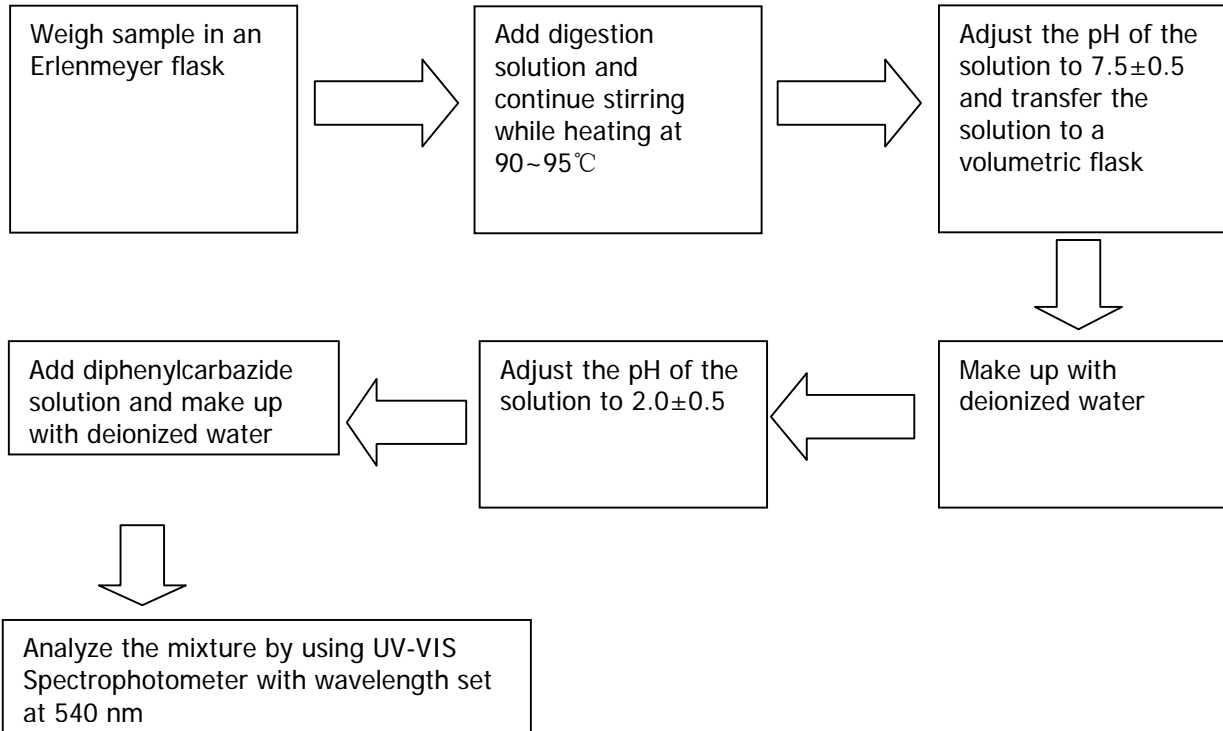 Weigh sample in an
Erlenmeyer flask
Add digestion
solution and
continue stirring
while heating at
90~95℃
Adjust the pH of the
solution to 7.5±0.5
and transfer the
solution to a
volumetric flask
Make up with
deionized water
Adjust the pH of the
solution to 2.0±0.5
Add diphenylcarbazide
solution and make up
with deionized water
Analyze the mixture by using UV-VIS
Spectrophotometer with wavelength set
at 540 nm